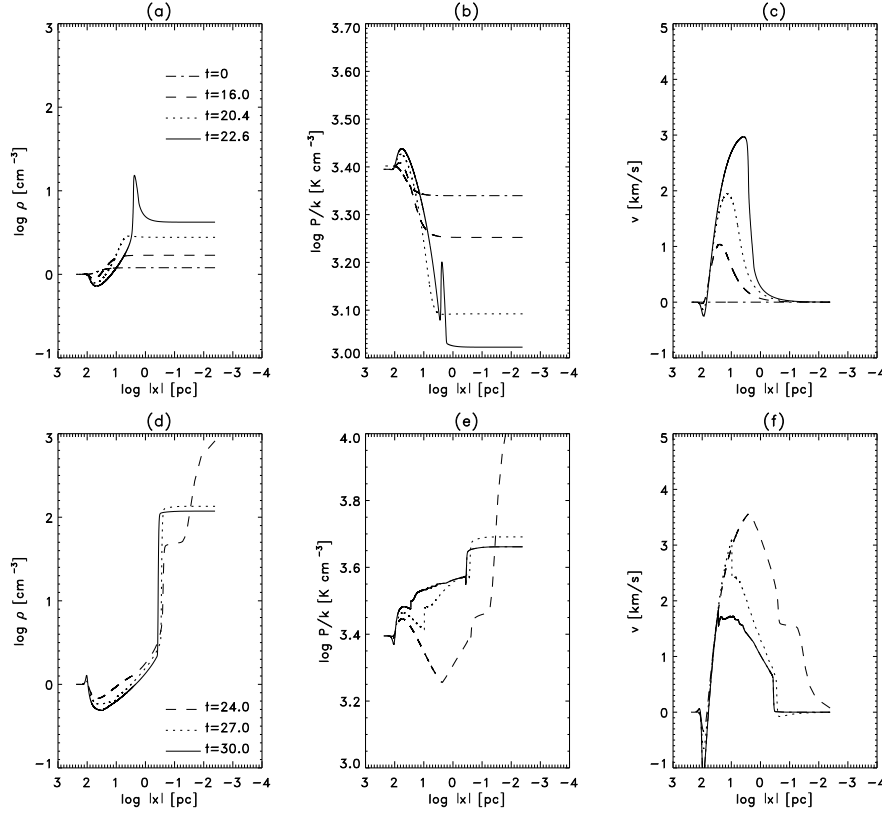 (a)
(b)
(c)
3
2
1
0
−1
log ρ [cm −3]
t=0
t=16.0
t=20.4
t=22.6
3 2 1 0 −1 −2 −3 −4
log |x| [pc]
3.70
3.60
3.50
3.40
3.30
3.20
3.10
3.00
log P/k [K cm −3]
3 2 1 0 −1 −2 −3 −4
log |x| [pc]
5
4
3
2
1
0
−1
v [km/s]
3 2 1 0 −1 −2 −3 −4
log |x| [pc]
(d)
(e)
(f)
3
2
1
0
−1
log ρ [cm −3]
t=24.0
t=27.0
t=30.0
3 2 1 0 −1 −2 −3 −4
log |x| [pc]
4.0
3.8
3.6
3.4
3.2
3.0
log P/k [K cm −3]
3 2 1 0 −1 −2 −3 −4
log |x| [pc]
5
4
3
2
1
0
−1
v [km/s]
3 2 1 0 −1 −2 −3 −4
log |x| [pc]